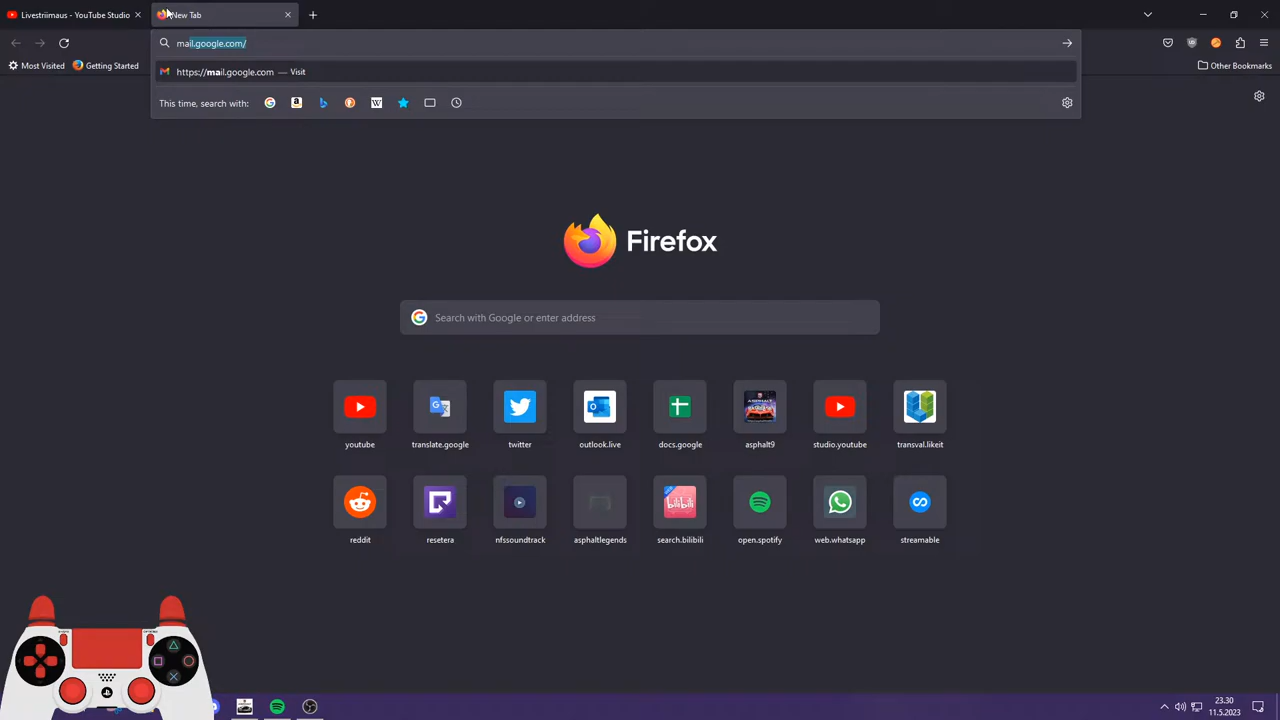 Livestriimaus - YouTube Studio
New Tab
mail.google.com/
Most Visited
Getting Started
Other Bookmarks
https://mail.google.com — Visit
This time, search with:
Firefox
Search with Google or enter address
youtube
translate.google
twitter
outlook.live
docs.google
asphalt9
studio.youtube
transval.likeit
reddit
resetera
nfssoundtrack
asphaltlegends
search.bilibili
open.spotify
web.whatsapp
streamable
23.30
11.5.2023